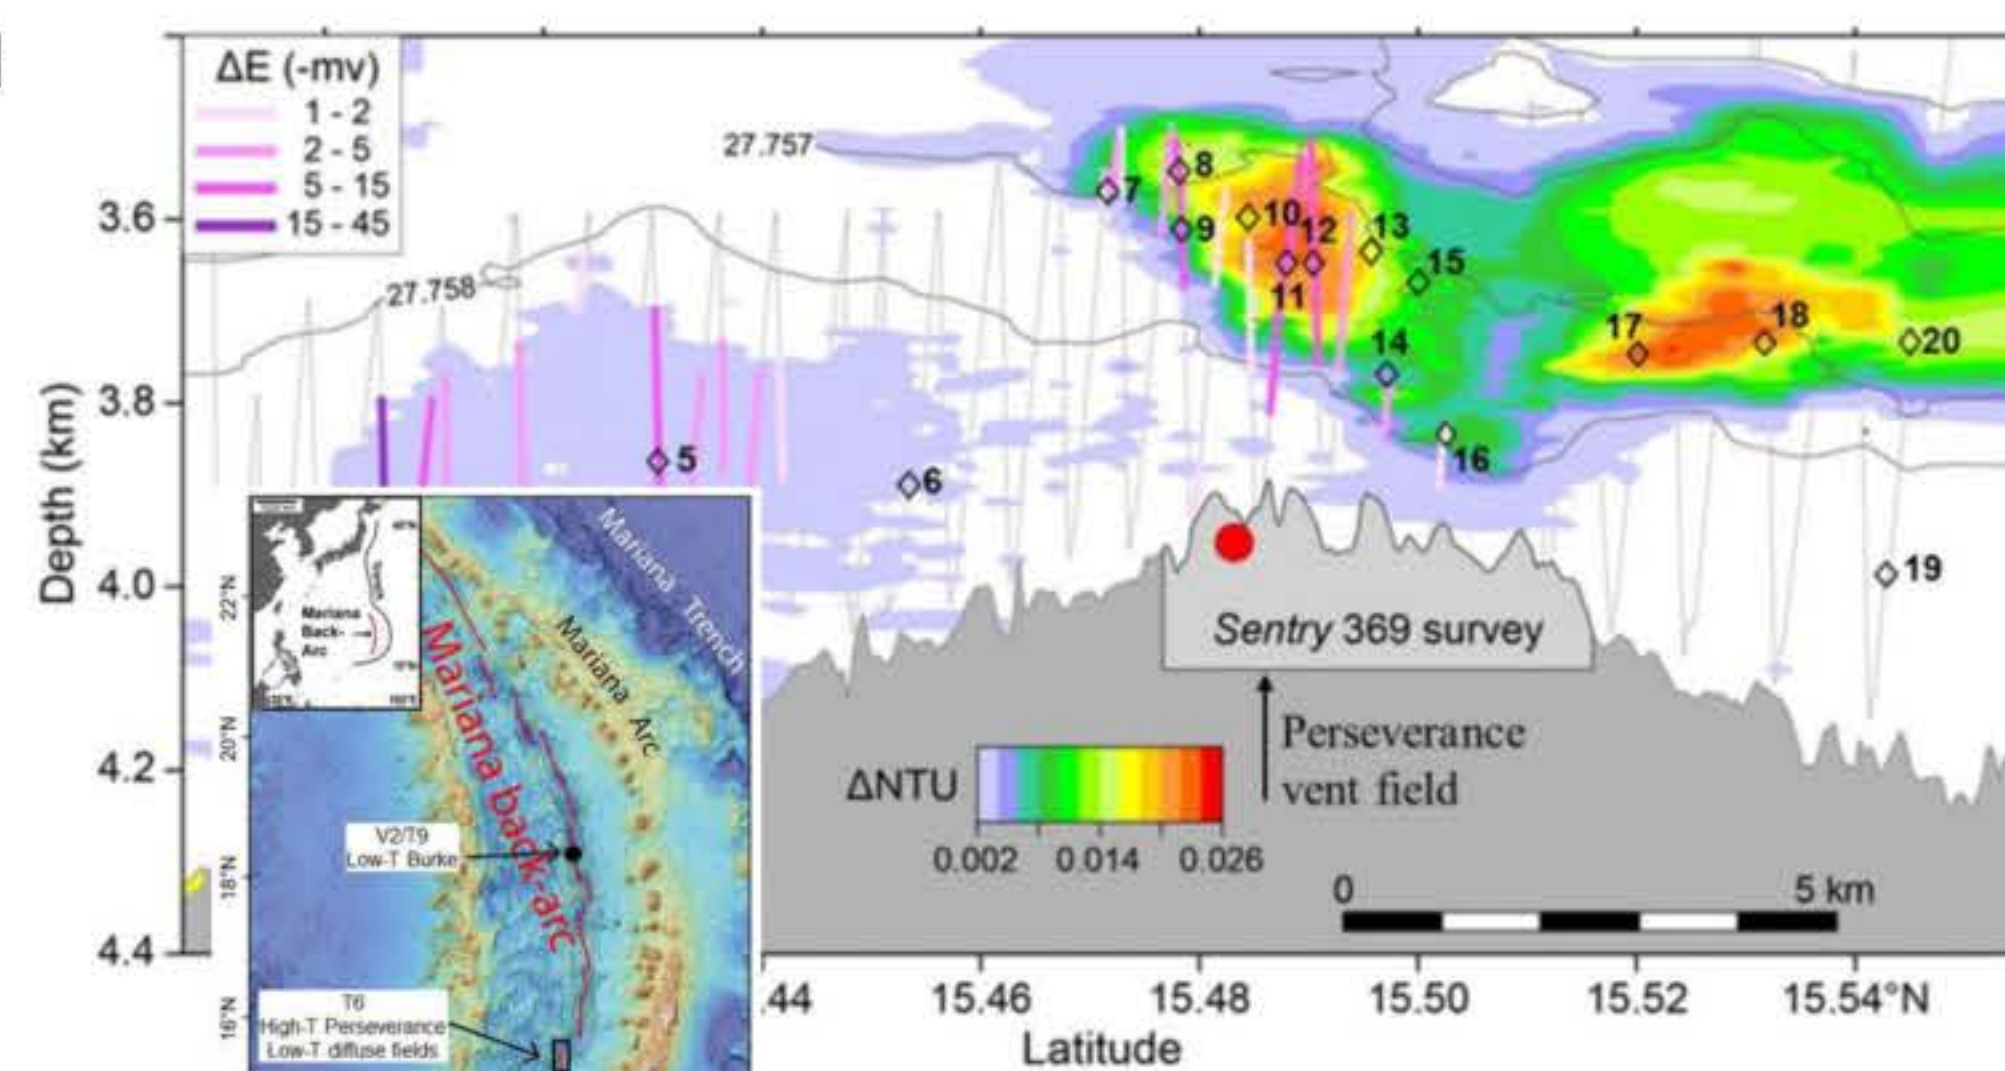 ΔE (-mv)
1 - 2
2 - 5
5 - 15
15 - 45
27.757
27.758
Depth (km)
3.6
3.8
4.0
4.2
4.4
5
6
7
8
9
10
11
12
13
14
15
16
17
18
19
20
Sentry 369 survey
Perseverance
vent field
ΔNTU
0.002 0.014 0.026
0 5 km
.44 15.46 15.48 15.50 15.52 15.54°N
Latitude
Mariana
Back-
Arc
Mariana Trench
Mariana Arc
Mariana back-arc
22°N
20°N
18°N
16°N
V2/T9
Low-T Burke
T6
High-T Perseverance
Low-T diffuse fields